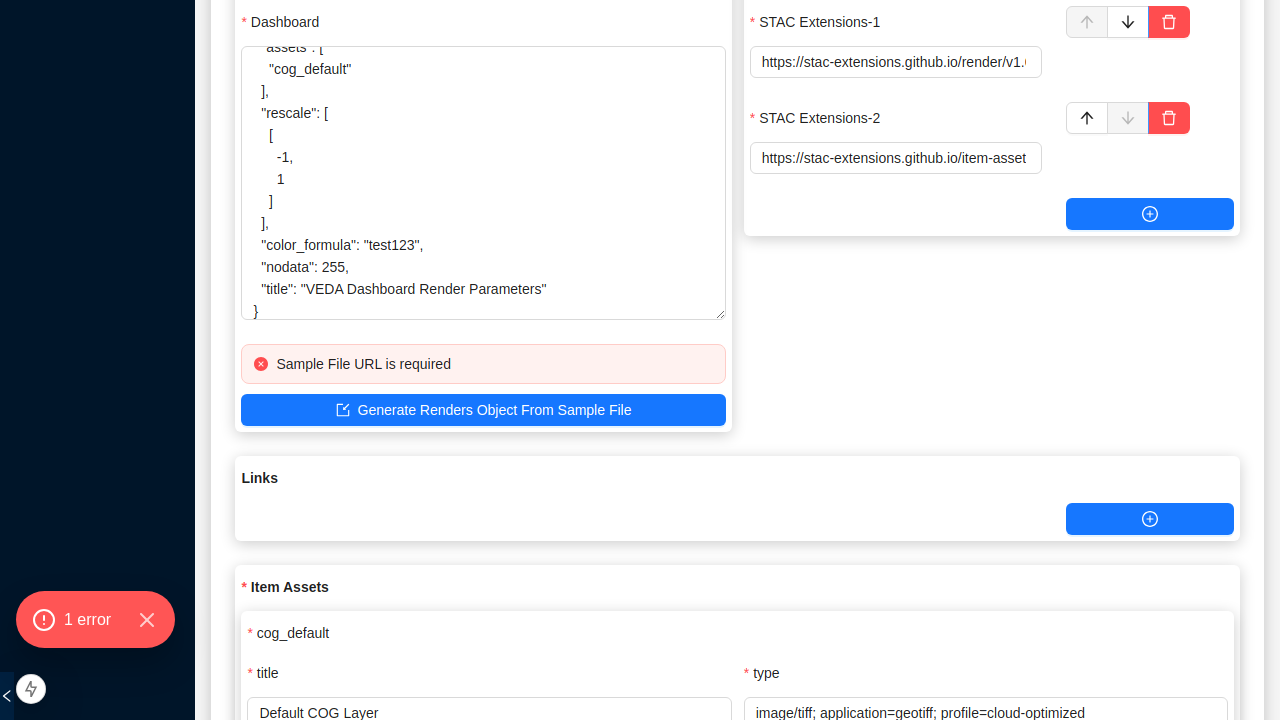 * Dashboard
"assets": [
"cog_default"
],
"rescale": [
[
-1,
1
]
],
"color_formula": "test123",
"nodata": 255,
"title": "VEDA Dashboard Render Parameters"
}
Sample File URL is required
Generate Renders Object From Sample File
* STAC Extensions-1
https://stac-extensions.github.io/render/v1.
* STAC Extensions-2
https://stac-extensions.github.io/item-asset
Links
* Item Assets
* cog_default
* title
Default COG Layer
* type
image/tiff; application=geotiff; profile=cloud-optimized
1 error